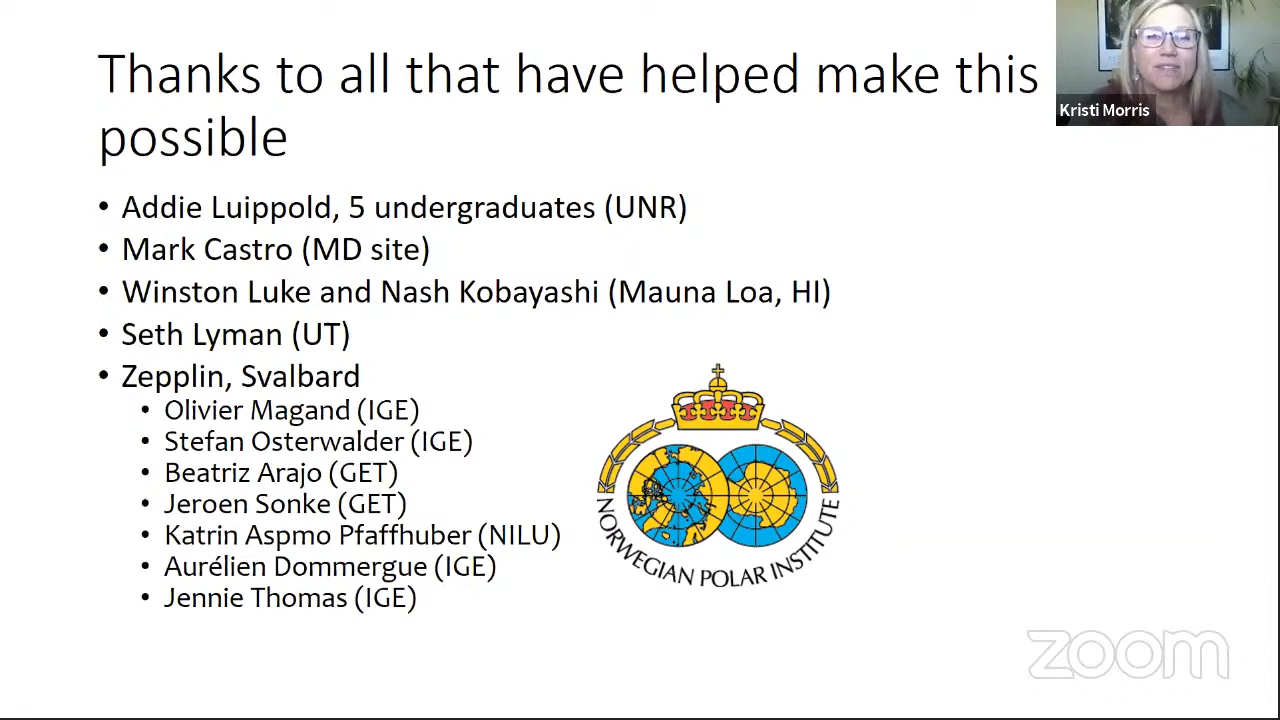 Thanks to all that have helped make this
possible
Kristi Morris
• Addie Luippold, 5 undergraduates (UNR)
• Mark Castro (MD site)
• Winston Luke and Nash Kobayashi (Mauna Loa, HI)
• Seth Lyman (UT)
• Zepplin, Svalbard
• Olivier Magand (IGE)
• Stefan Osterwalder (IGE)
• Beatriz Arajo (GET)
• Jeroen Sonke (GET)
• Katrin Aspmo Pfaffhuber (NILU)
• Aurélien Dommergue (IGE)
• Jennie Thomas (IGE)
NORWEGIAN POLAR INSTITUTE
zoom